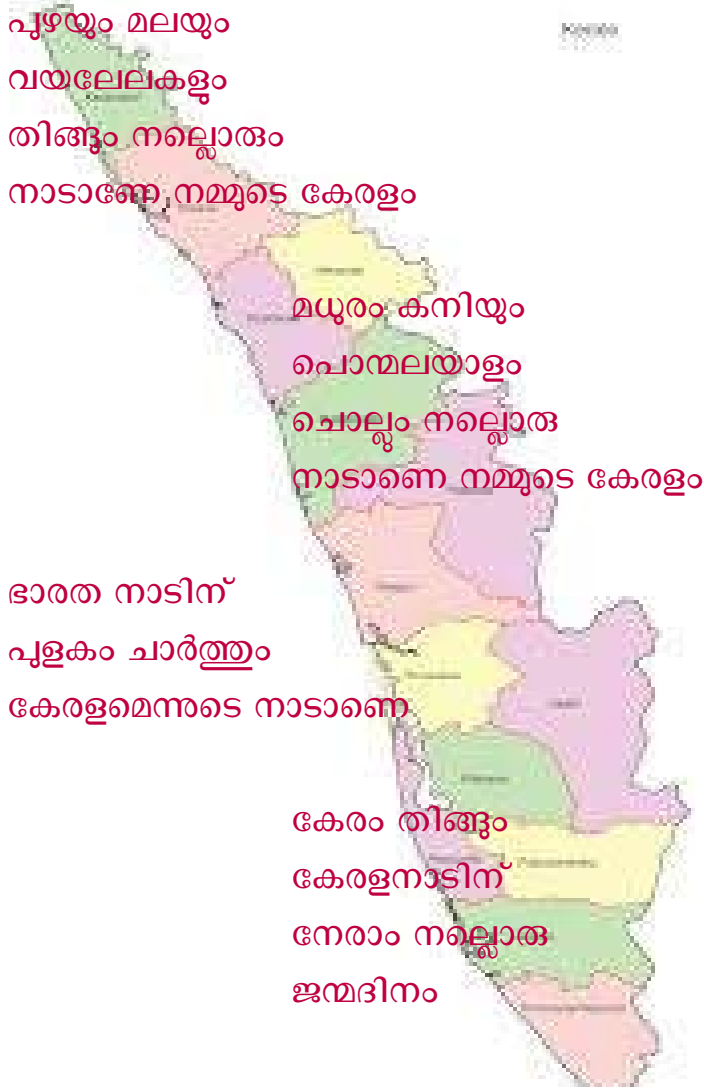 പുഴയും മലയും
വയലേലകളും
തിങ്ങും നല്ലൊരും
നാടാണേ നമ്മുടെ കേരളം
മധുരം കനിയും
പൊന്മലയാളം
ചൊല്ലും നല്ലൊരു
നാടാണെ നമ്മുടെ കേരളം
ഭാരത നാടിന്
പുളകം ചാർത്തും
കേരളമെന്നുടെ നാടാണെ
കേരം തിങ്ങും
കേരളനാടിന്
നേരാം നല്ലൊരു
ജന്മദിനം